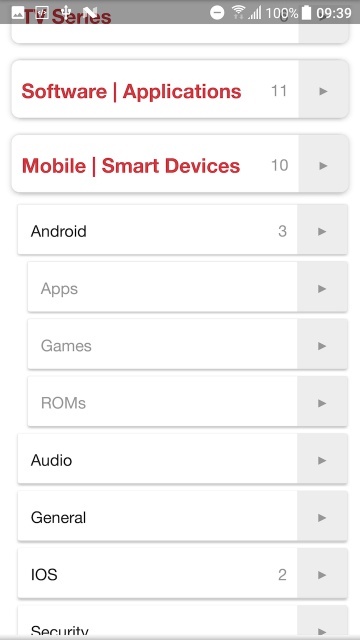 100% 09:39
TV Series
Software | Applications 11
Mobile | Smart Devices 10
Android 3
Apps
Games
ROMs
Audio
General
IOS 2
Security